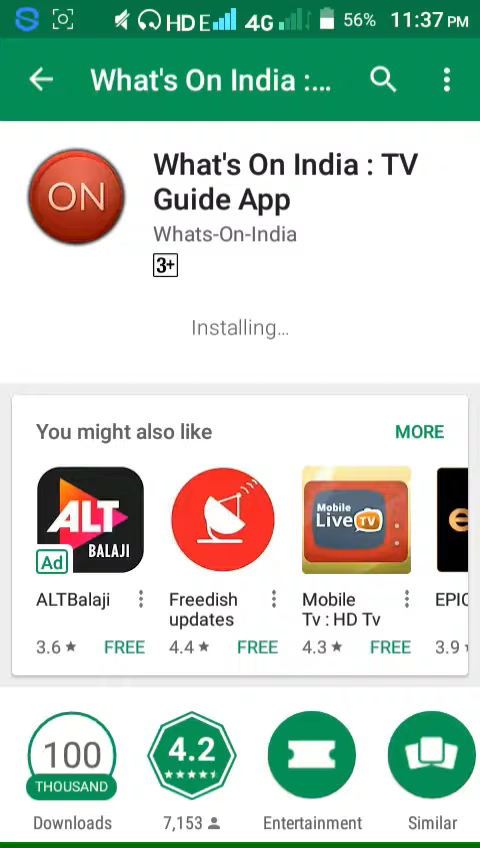 HD E 4G 56% 11:37 PM
What's On India :...
ON
What's On India : TV
Guide App
Whats-On-India
3+
Installing...
You might also like MORE
ALT
BALAJI
Ad
Mobile
Live TV
e
ALTBalaji Freedish Mobile EPIC
updates Tv : HD Tv
3.6 FREE 4.4 FREE 4.3 FREE 3.9
100
THOUSAND
4.2
Downloads 7,153 Entertainment Similar